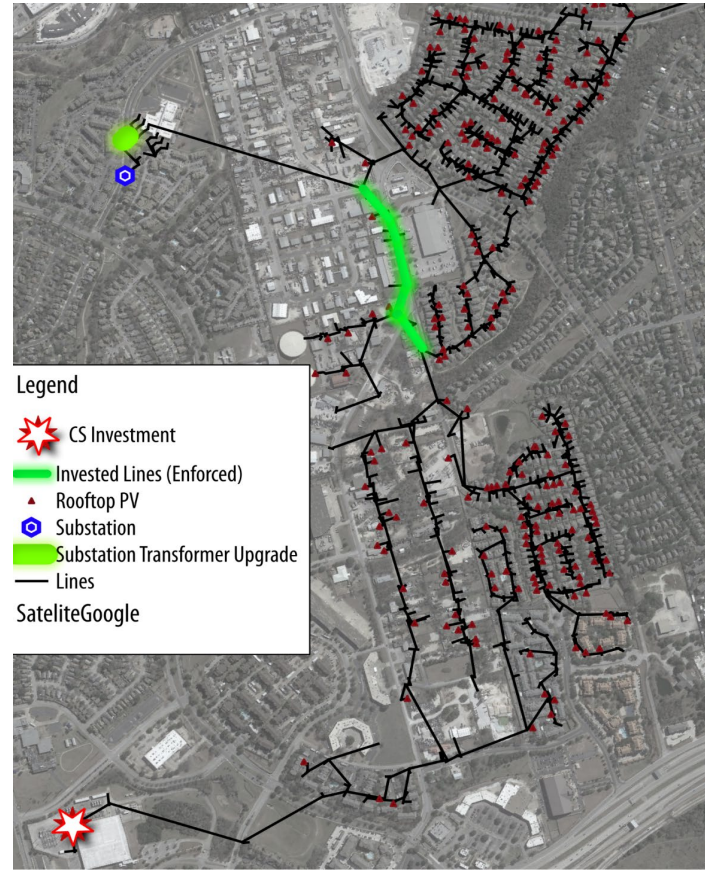 Legend
CS Investment
Invested Lines (Enforced)
Rooftop PV
Substation
Substation Transformer Upgrade
Lines
SateliteGoogle